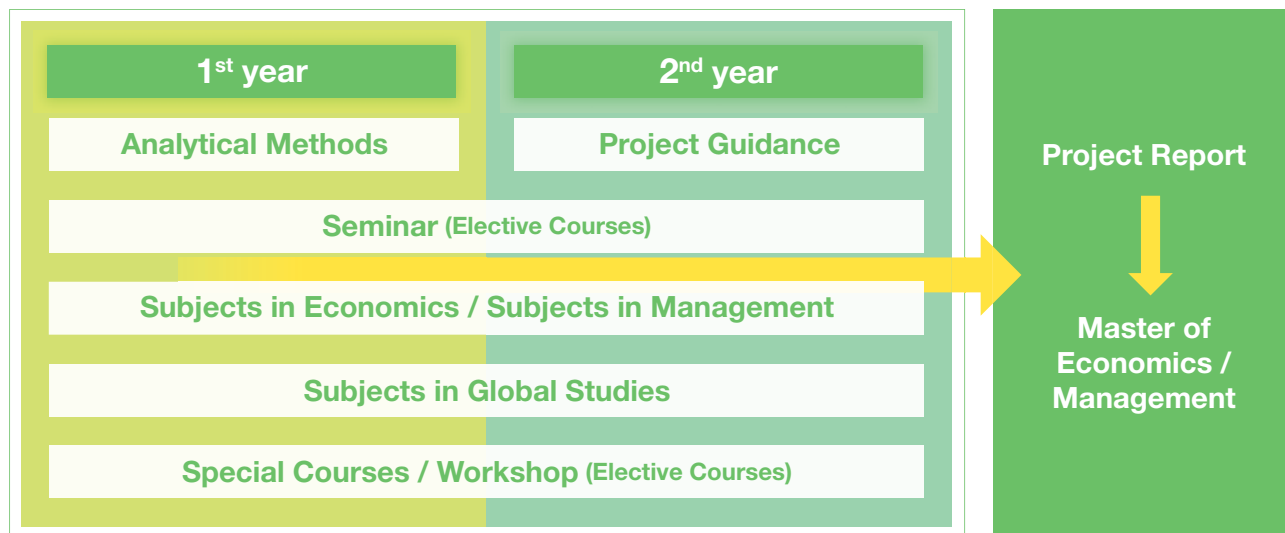 1st year
2nd year
Analytical Methods
Project Guidance
Seminar (Elective Courses)
Subjects in Economics / Subjects in Management
Subjects in Global Studies
Special Courses / Workshop (Elective Courses)
Project Report
Master of
Economics /
Management